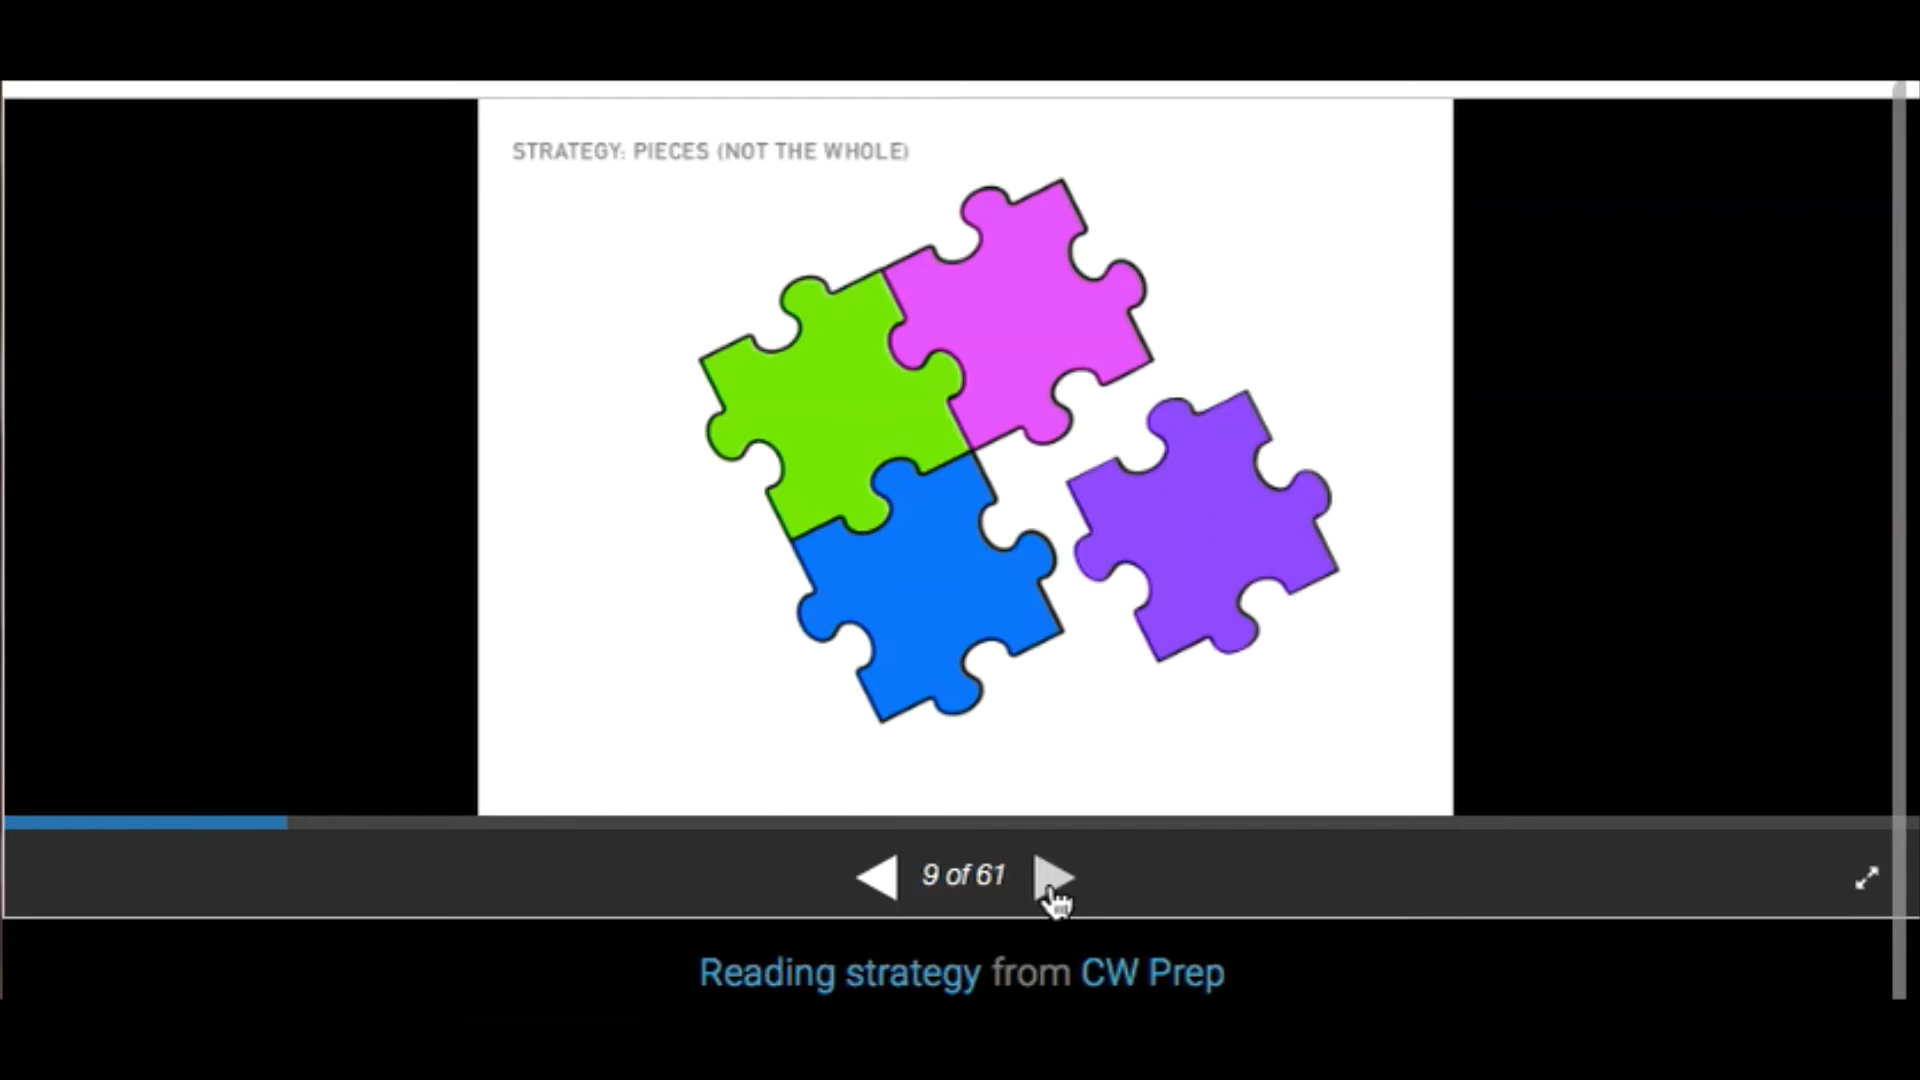 STRATEGY: PIECES (NOT THE WHOLE)
9 of 61
Reading strategy from CW Prep